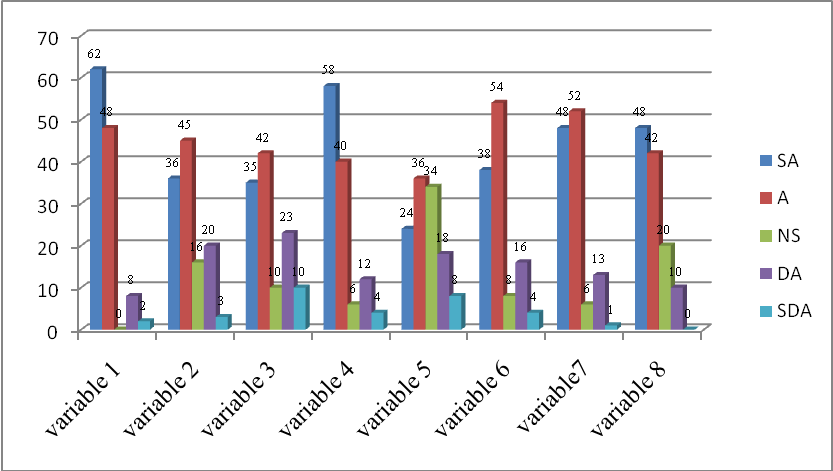 70
60
50
40
30
20
10
0
62 48 0 8 2
36 45 16 20 3
35 42 10 23 10
58 40 6 12 4
24 36 34 18 8
38 54 8 16 4
48 52 6 13 1
48 42 20 10 0
variable 1
variable 2
variable 3
variable 4
variable 5
variable 6
variable7
variable 8
SA
A
NS
DA
SDA